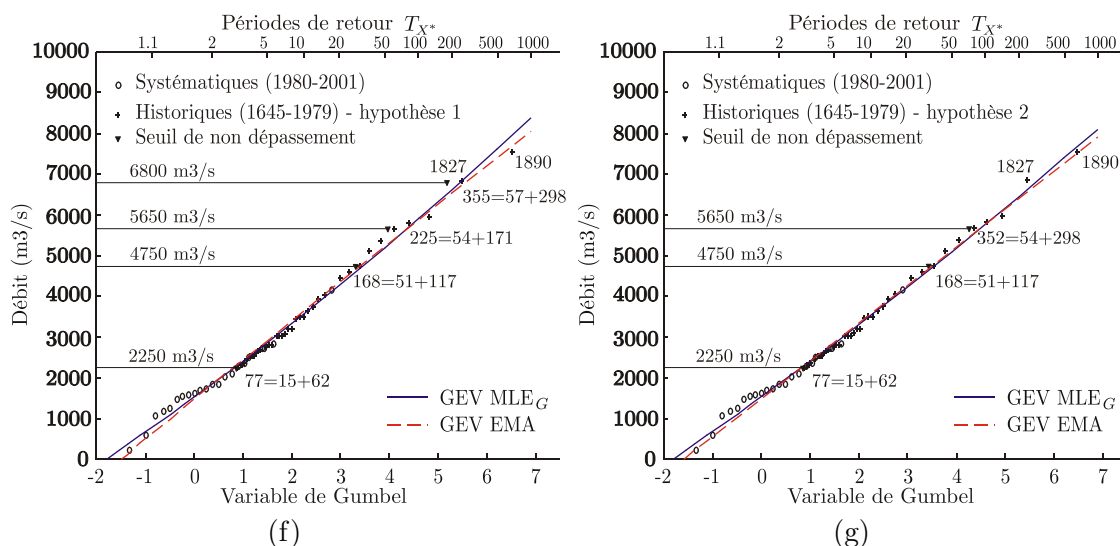 Périodes de retour T_X*
1.1 2 5 10 20 50 100 200 500 1000
10000
9000
8000
7000
6000
5000
4000
3000
2000
1000
0
Débit (m3/s)
Systématiques (1980-2001)
Historiques (1645-1979) - hypothèse 1
Seuil de non dépassement
6800 m3/s
1827
1890
355=57+298
5650 m3/s
225=54+171
4750 m3/s
168=51+117
2250 m3/s
77=15+62
GEV MLE_G
GEV EMA
-2 -1 0 1 2 3 4 5 6 7
Variable de Gumbel
(f)
Périodes de retour T_X*
1.1 2 5 10 20 50 100 200 500 1000
10000
9000
8000
7000
6000
5000
4000
3000
2000
1000
0
Débit (m3/s)
Systématiques (1980-2001)
Historiques (1645-1979) - hypothèse 2
Seuil de non dépassement
1827
1890
5650 m3/s
352=54+298
4750 m3/s
168=51+117
2250 m3/s
77=15+62
GEV MLE_G
GEV EMA
-2 -1 0 1 2 3 4 5 6 7
Variable de Gumbel
(g)